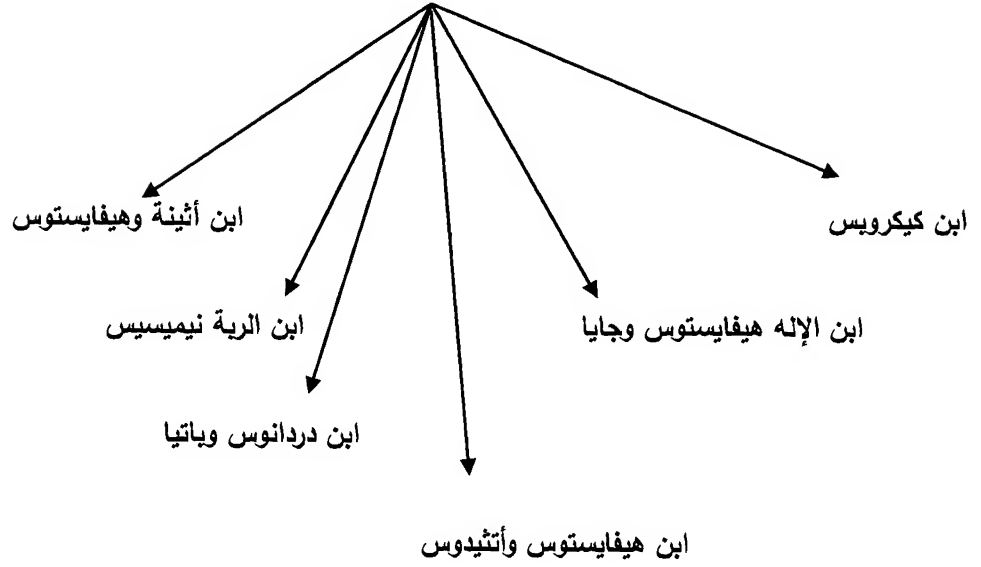 ابن كيكروبس
ابن أثينة وهيفايستوس
ابن الإله هيفايستوس وجايا
ابن الربة نيميسيس
ابن دردانوس وباتيا
ابن هيفايستوس وأتثيدوس